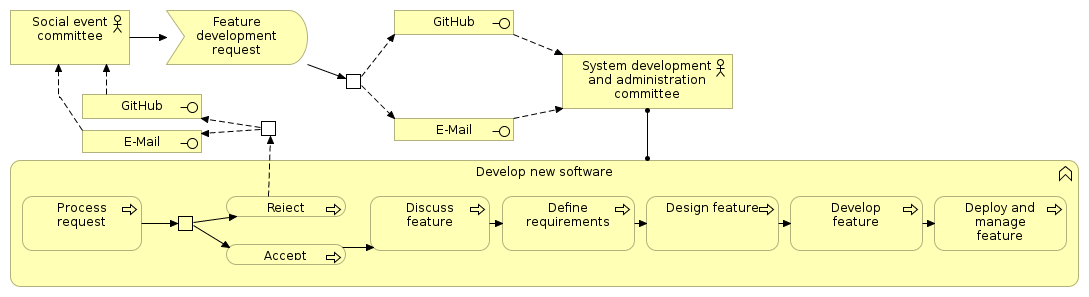 Social event
committee
Feature
development
request
GitHub
E-Mail
System development
and administration
committee
GitHub
E-Mail
Develop new software
Process
request
Reject
Accept
Discuss
feature
Define
requirements
Design feature
Develop
feature
Deploy and
manage
feature